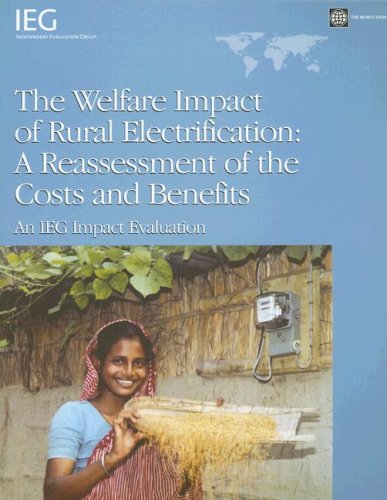 IEG
INDEPENDENT EVALUATION GROUP
THE WORLD BANK
The Welfare Impact
of Rural Electrification:
A Reassessment of the
Costs and Benefits
An IEG Impact Evaluation